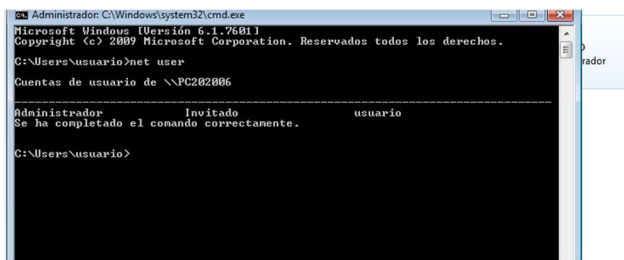 Administrador: C:\Windows\system32\cmd.exe
Microsoft Windows [Versión 6.1.7601]
Copyright (c) 2009 Microsoft Corporation. Reservados todos los derechos.
C:\Users\usuario>net user
Cuentas de usuario de \\PC202006
Administrador Invitado usuario
Se ha completado el comando correctamente.
C:\Users\usuario>
rador